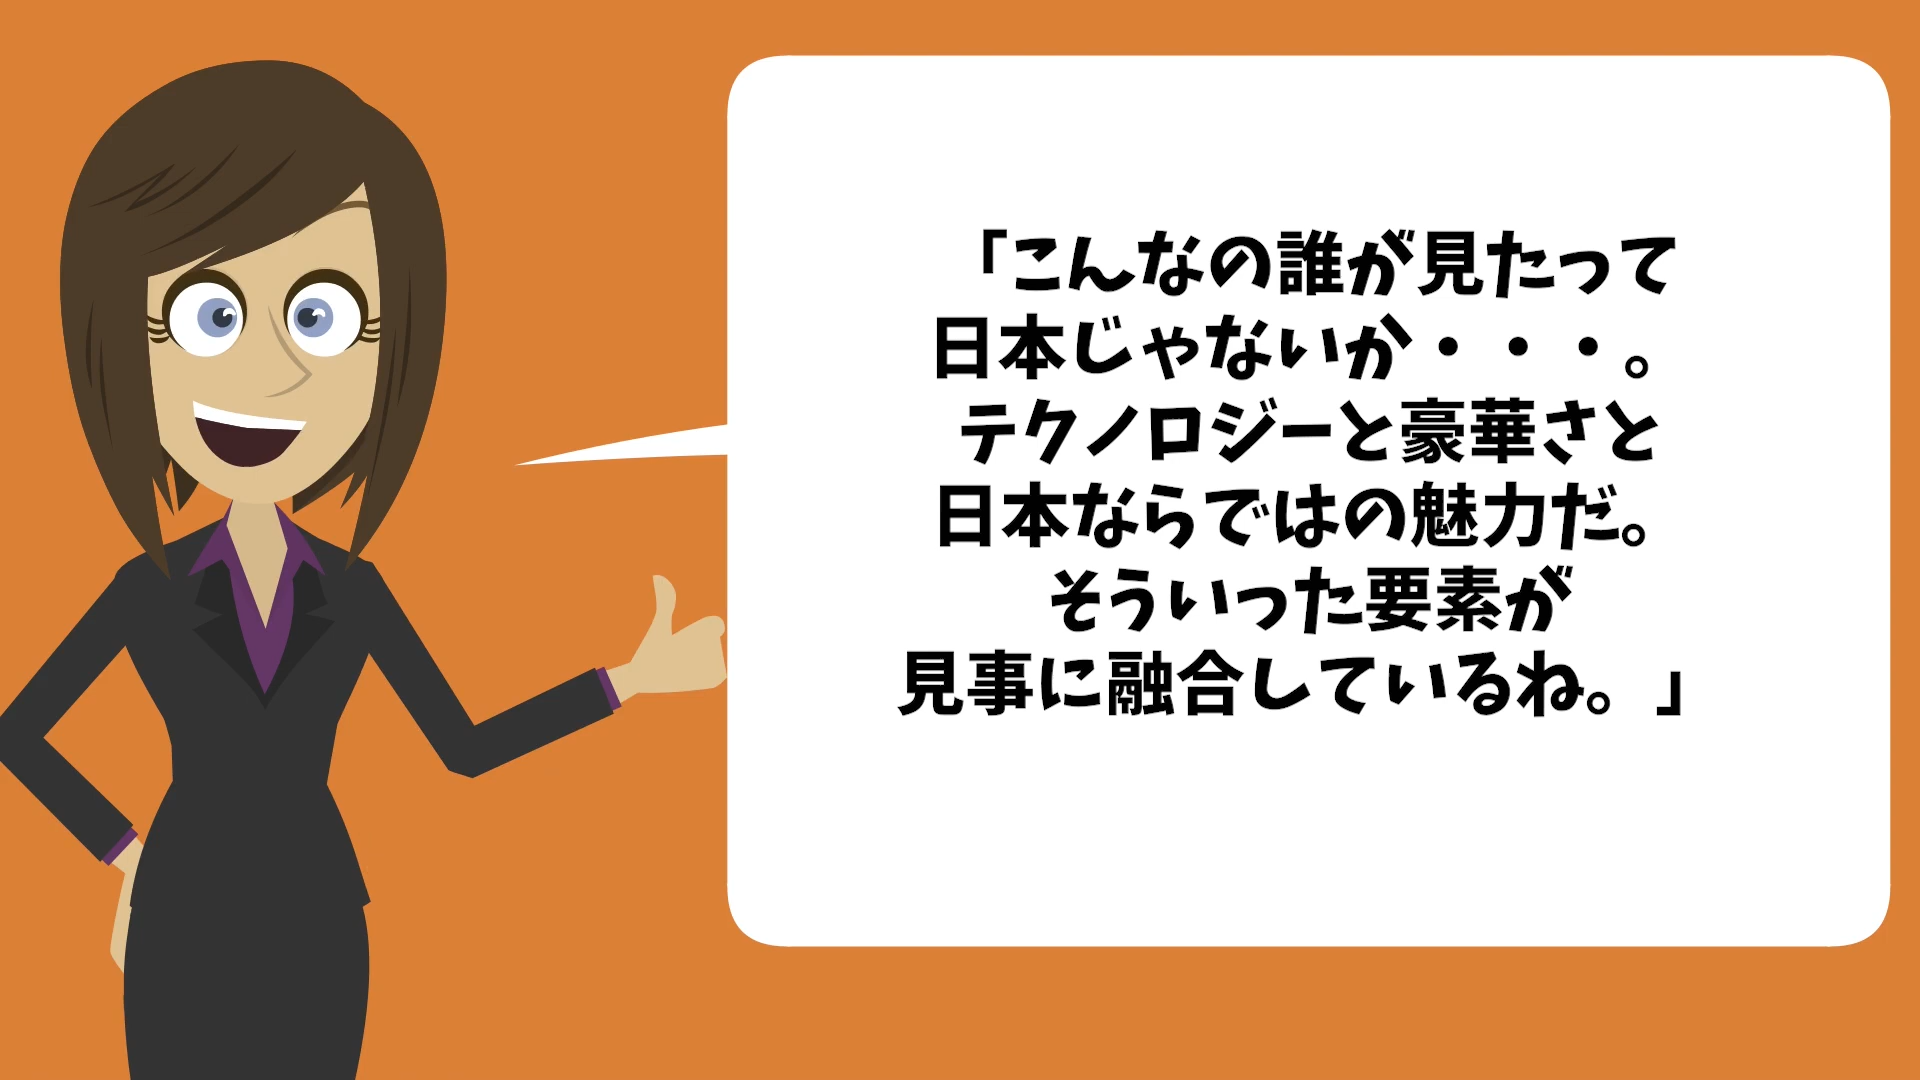 「こんなの誰が見たって
日本じゃないか・・・。
テクノロジーと豪華さと
日本ならではの魅力だ。
そういった要素が
見事に融合しているね。」